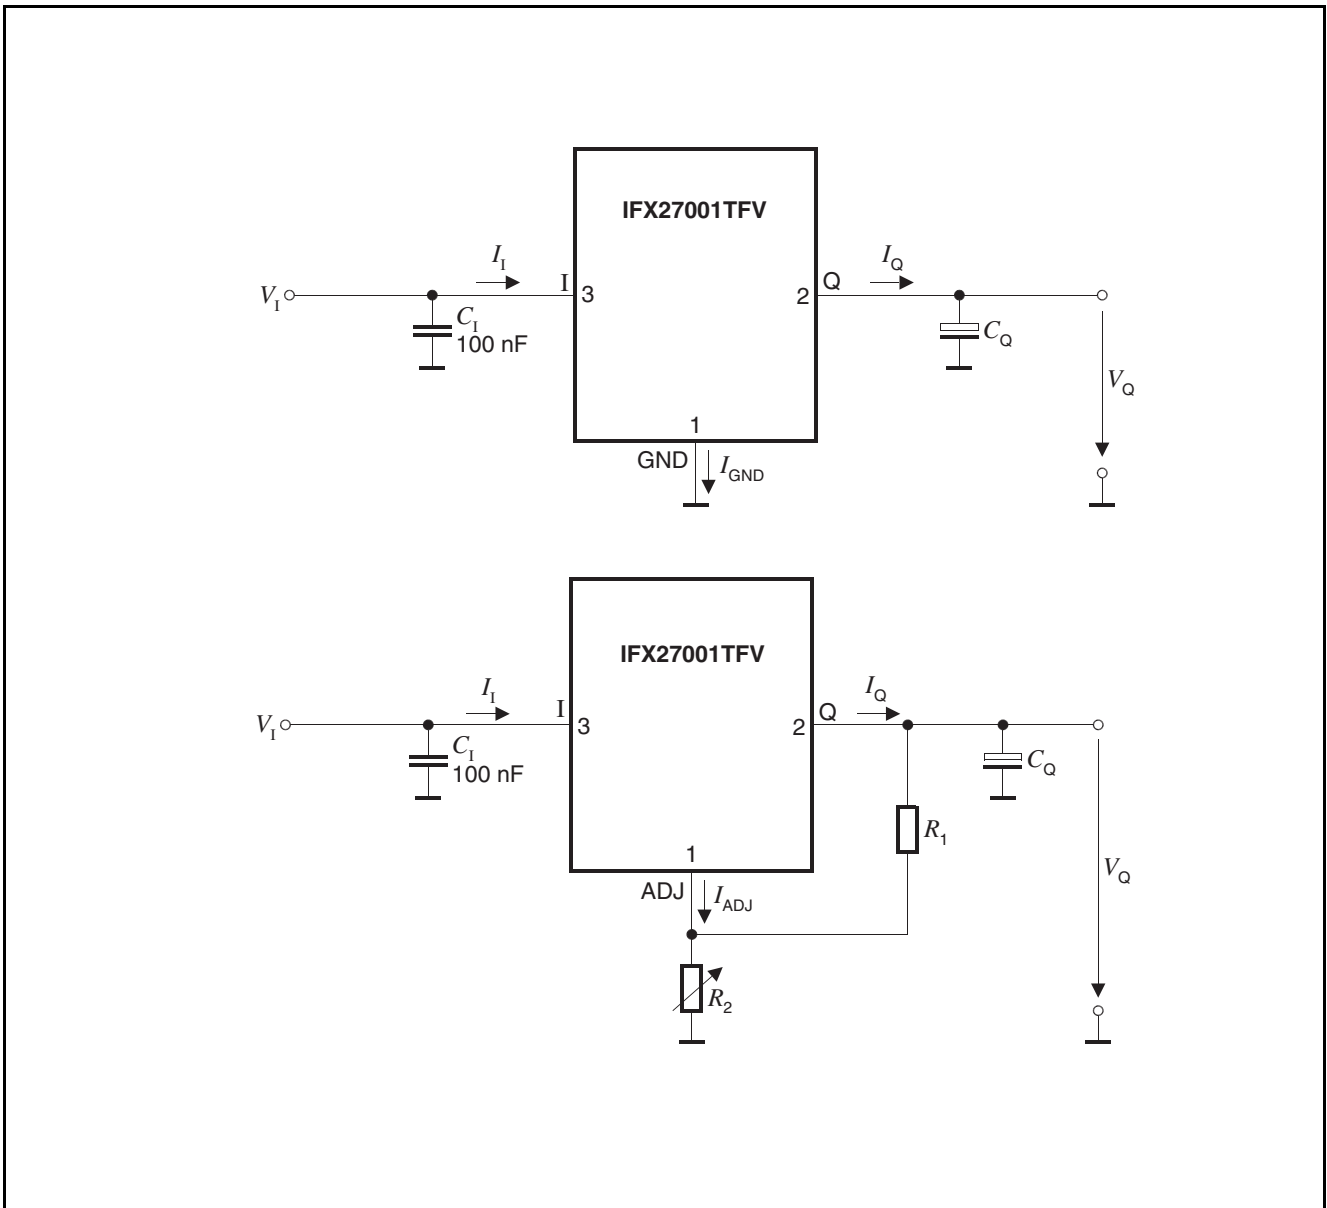 IFX27001TFV
I_I
I_Q
V_I
I
3
2
Q
C_I
100 nF
C_Q
V_Q
1
GND
I_GND
IFX27001TFV
I_I
I_Q
V_I
I
3
2
Q
C_I
100 nF
C_Q
R_1
1
V_Q
ADJ
I_ADJ
R_2